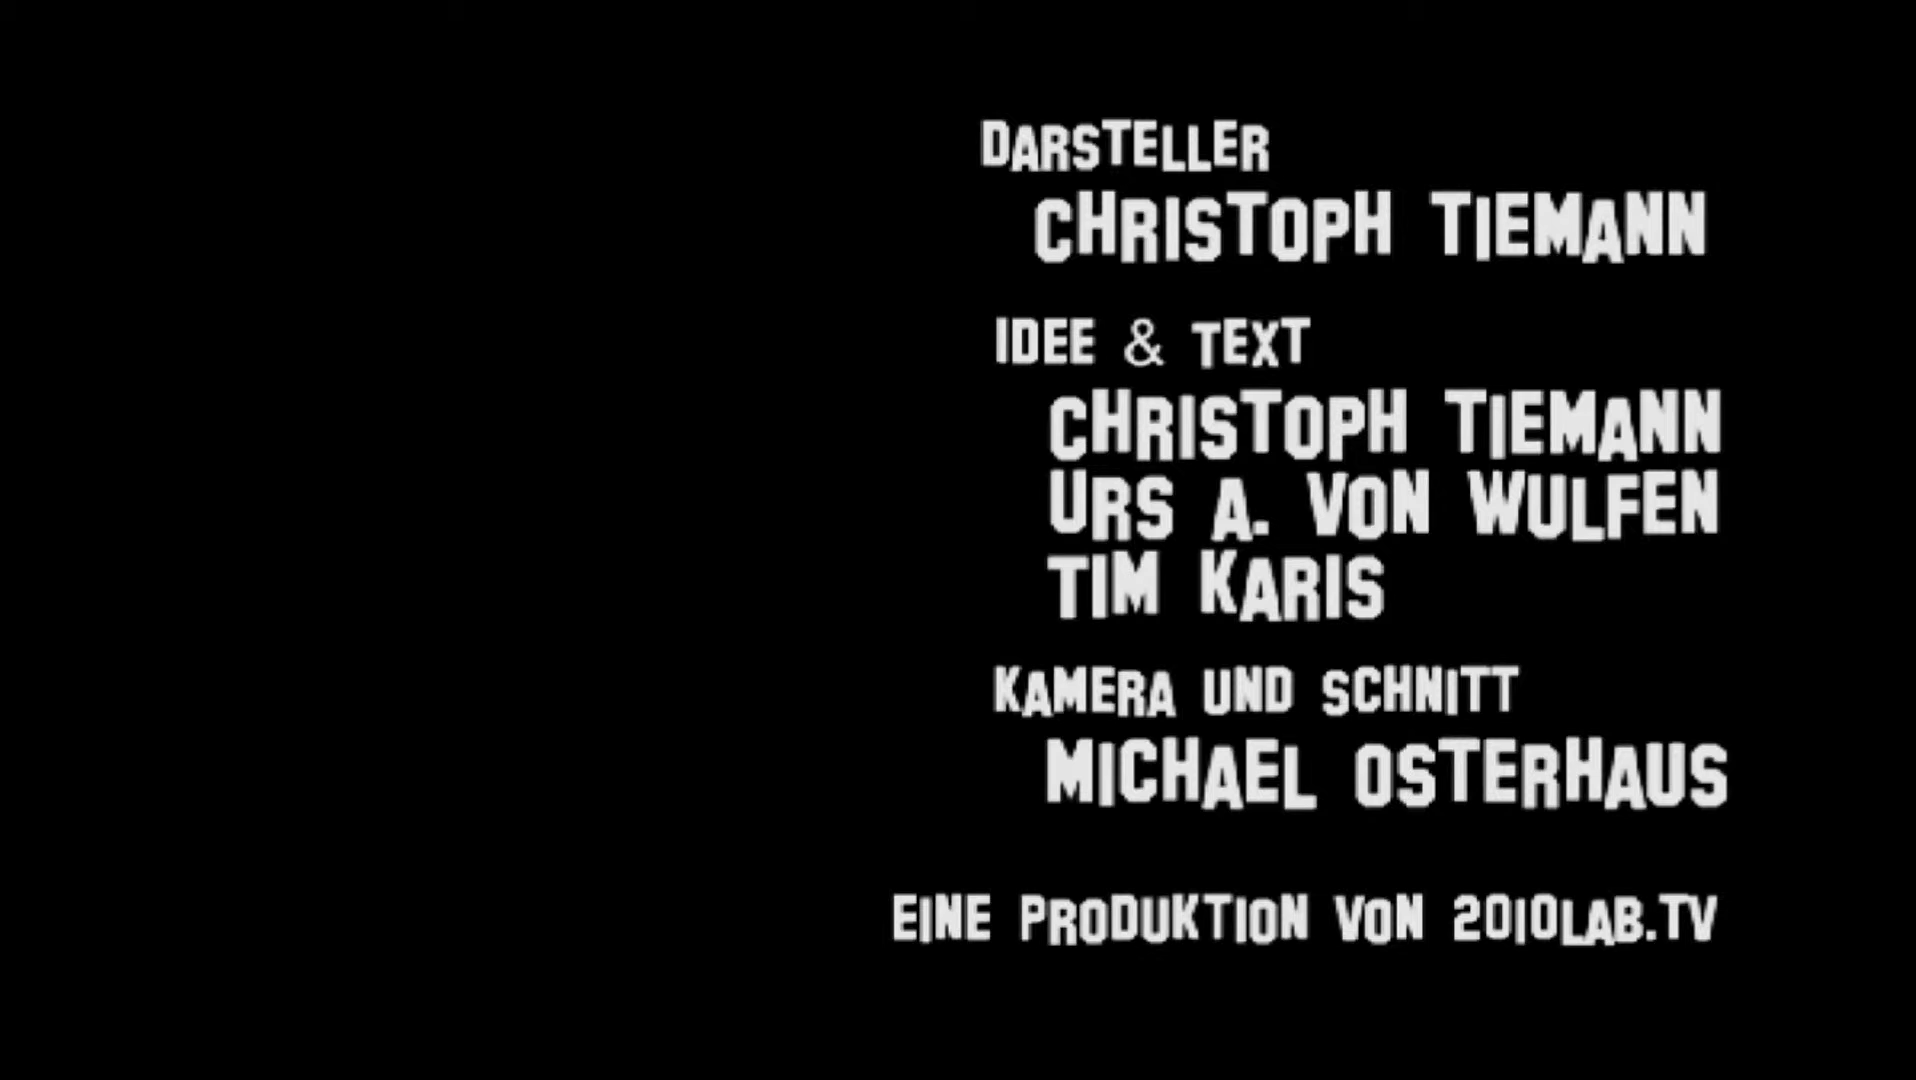 DARSTELLER
CHRISTOPH TIEMANN
IDEE & TEXT
CHRISTOPH TIEMANN
URS A. VON WULFEN
TIM KARIS
KAMERA UND SCHNITT
MICHAEL OSTERHAUS
EINE PRODUKTION VON 2010LAB.TV